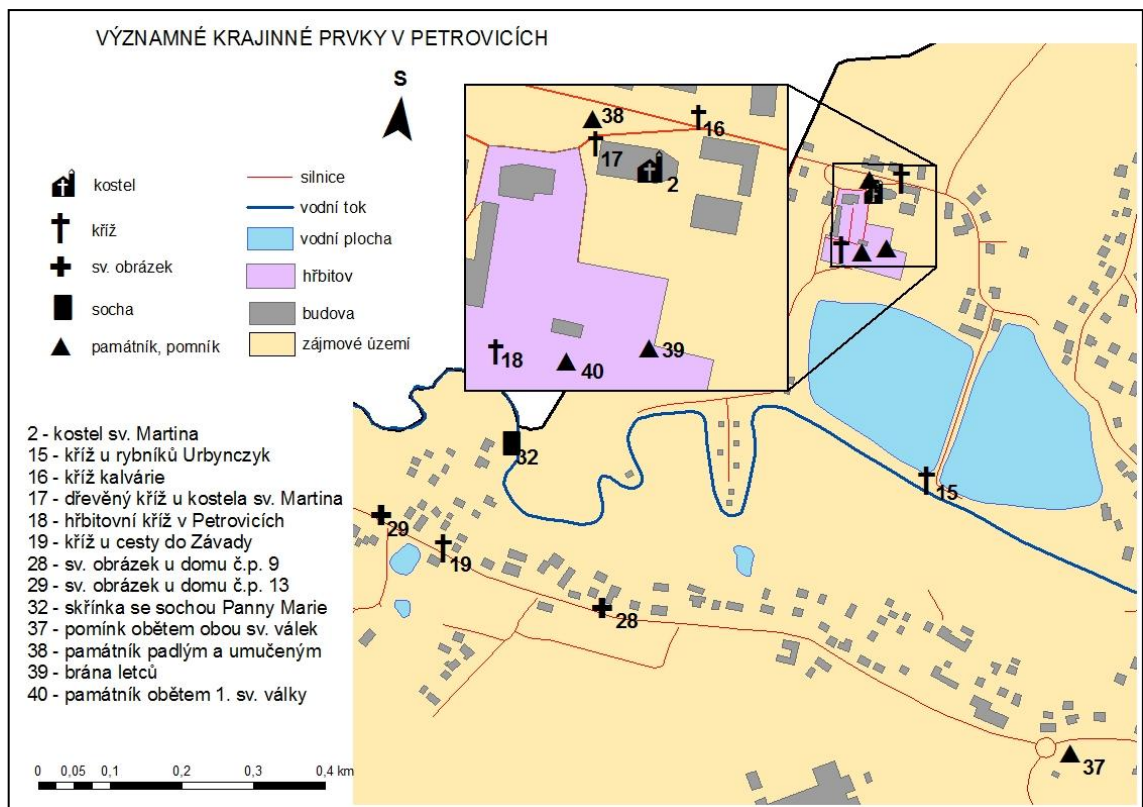 VÝZNAMNÉ KRAJINNÉ PRVKY V PETROVICÍCH
S
kostel
kříž
sv. obrázek
socha
památník, pomník
silnice
vodní tok
vodní plocha
hřbitov
budova
zájmové území
2 - kostel sv. Martina
15 - kříž u rybníků Urbynczyk
16 - kříž kalvárie
17 - dřevěný kříž u kostela sv. Martina
18 - hřbitovní kříž v Petrovicích
19 - kříž u cesty do Závady
28 - sv. obrázek u domu č.p. 9
29 - sv. obrázek u domu č.p. 13
32 - skřínka se sochou Panny Marie
37 - pomínk obětem obou sv. válek
38 - památník padlým a umučeným
39 - brána letců
40 - památník obětem 1. sv. války
0 0,05 0,1 0,2 0,3 0,4 km
38
16
17
2
18
40
39
32
15
29
19
28
37